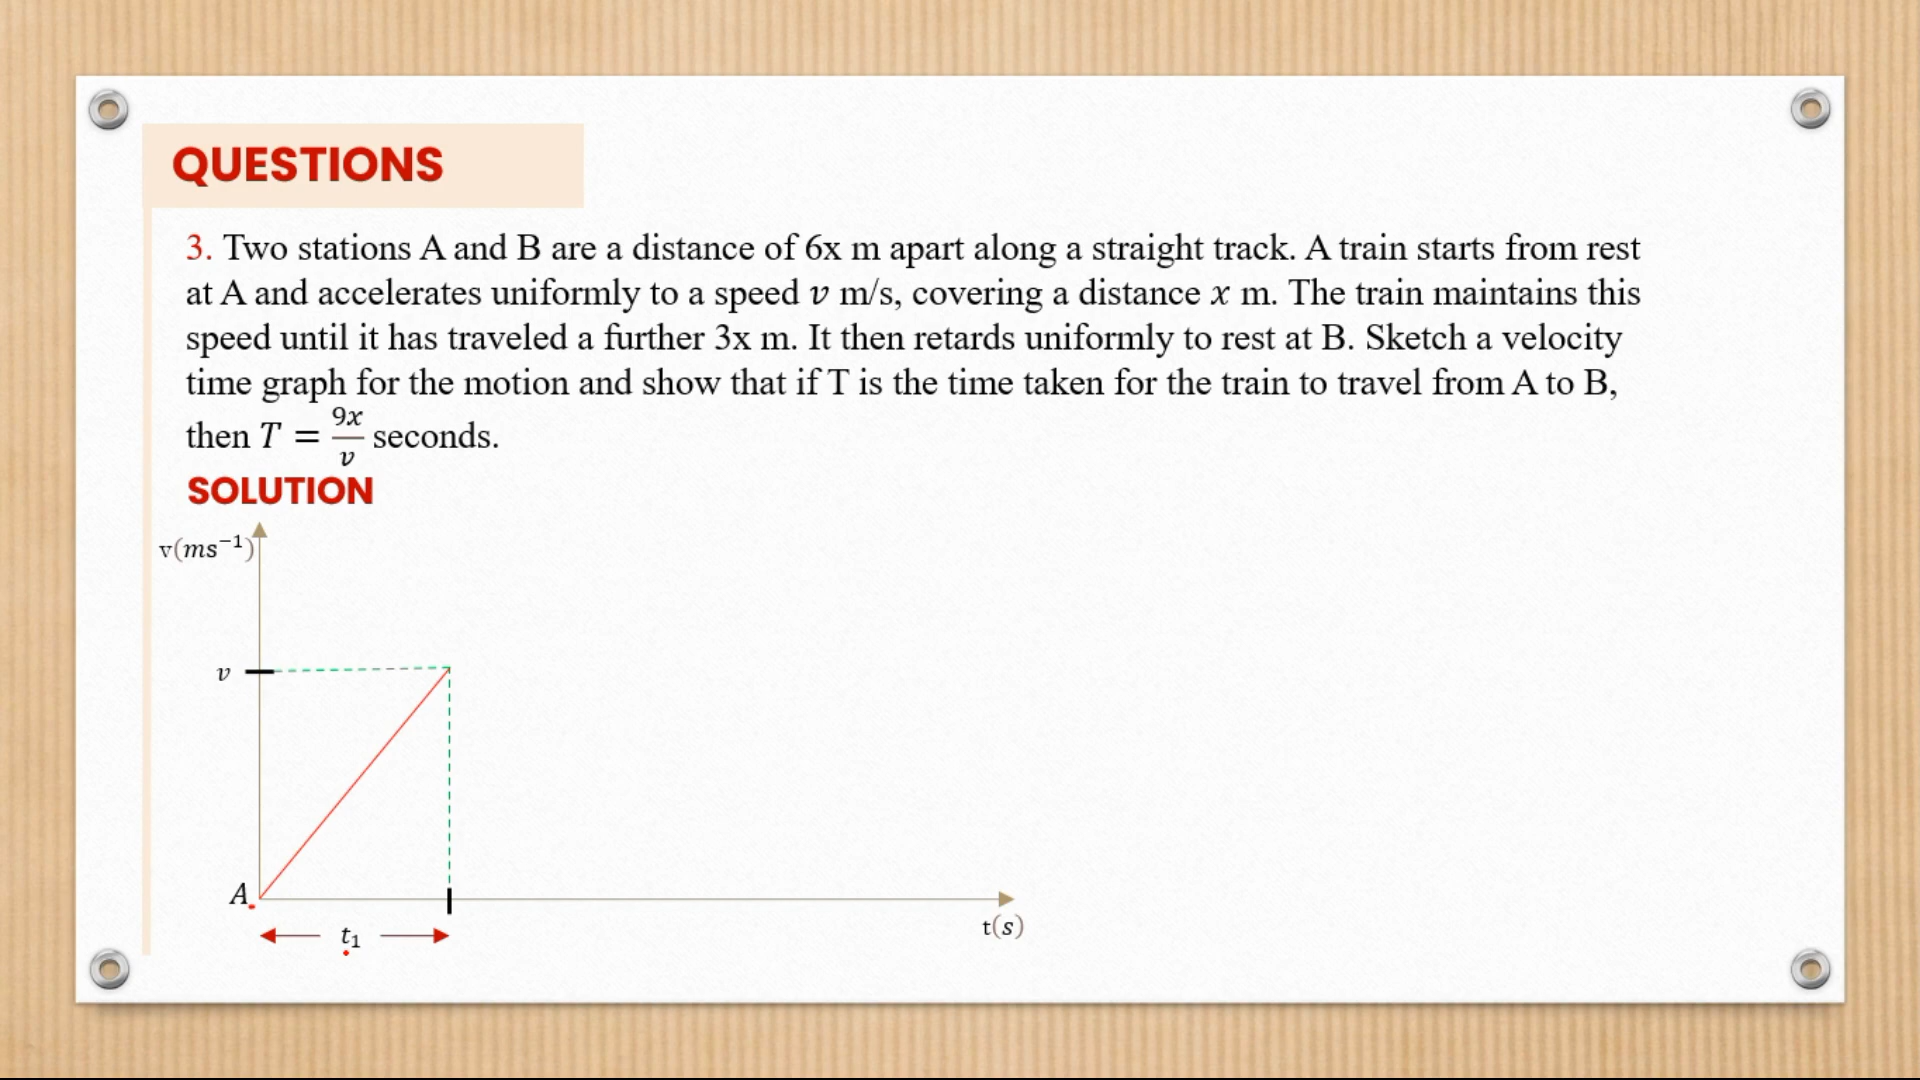 QUESTIONS
3. Two stations A and B are a distance of 6x m apart along a straight track. A train starts from rest
at A and accelerates uniformly to a speed v m/s, covering a distance x m. The train maintains this
speed until it has traveled a further 3x m. It then retards uniformly to rest at B. Sketch a velocity
time graph for the motion and show that if T is the time taken for the train to travel from A to B,
then T = 9x/v seconds.
SOLUTION
v(ms⁻¹)
v
A
t₁
t(s)